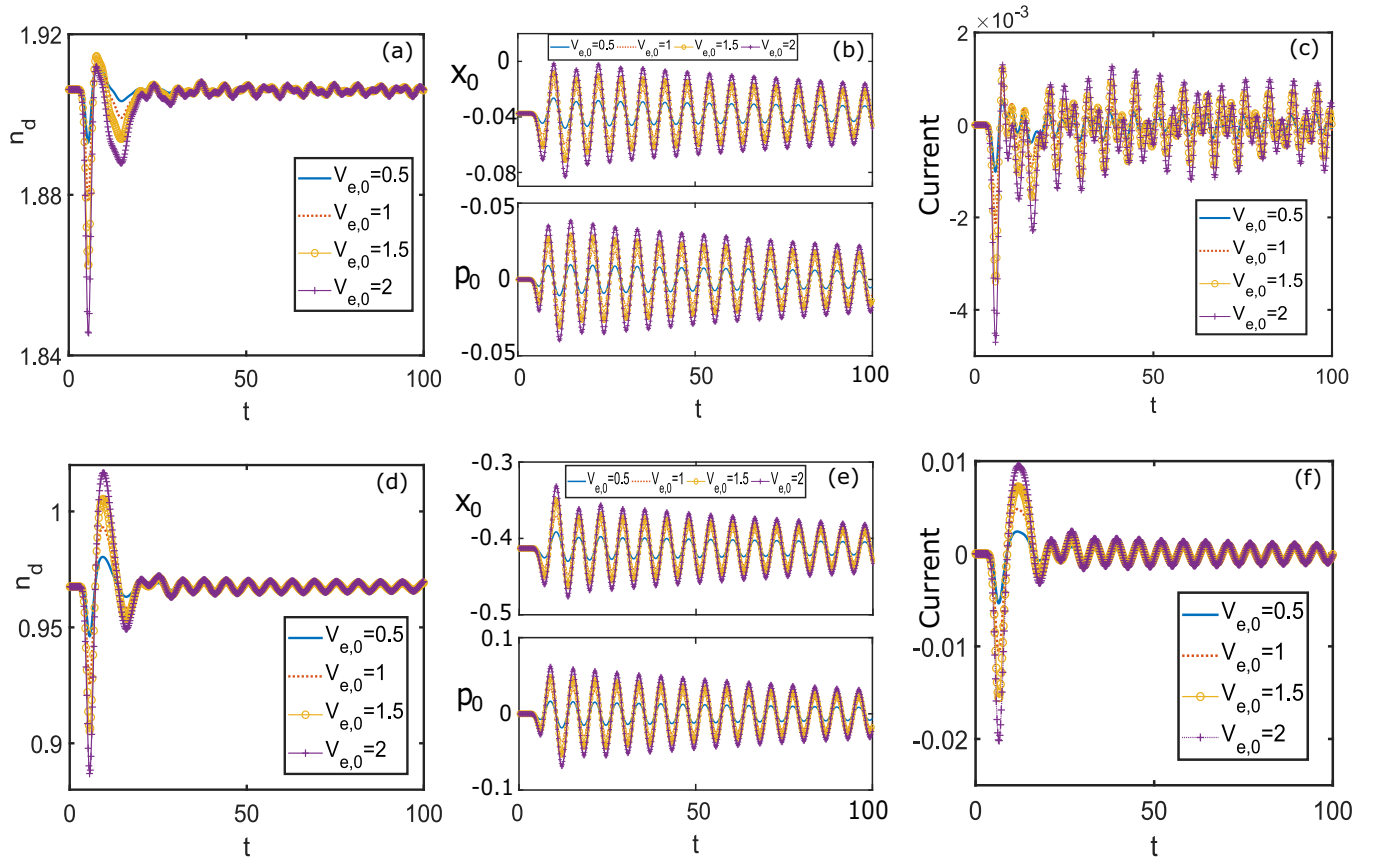 (a)
1.92
1.88
1.84
n_d
V_e,0=0.5
V_e,0=1
V_e,0=1.5
V_e,0=2
0 50 100
t
(b)
V_e,0=0.5 V_e,0=1 V_e,0=1.5 V_e,0=2
x_0
0
-0.04
-0.08
p_0
-0.05
0
-0.05
0 50 100
t
(c)
×10^-3
2
0
-2
-4
Current
V_e,0=0.5
V_e,0=1
V_e,0=1.5
V_e,0=2
0 50 100
t
(d)
1
0.95
0.9
n_d
V_e,0=0.5
V_e,0=1
V_e,0=1.5
V_e,0=2
0 50 100
t
(e)
V_e,0=0.5 V_e,0=1 V_e,0=1.5 V_e,0=2
x_0
-0.3
-0.4
-0.5
p_0
0.1
0
-0.1
0 50 100
t
(f)
0.01
0
-0.01
-0.02
Current
V_e,0=0.5
V_e,0=1
V_e,0=1.5
V_e,0=2
0 50 100
t